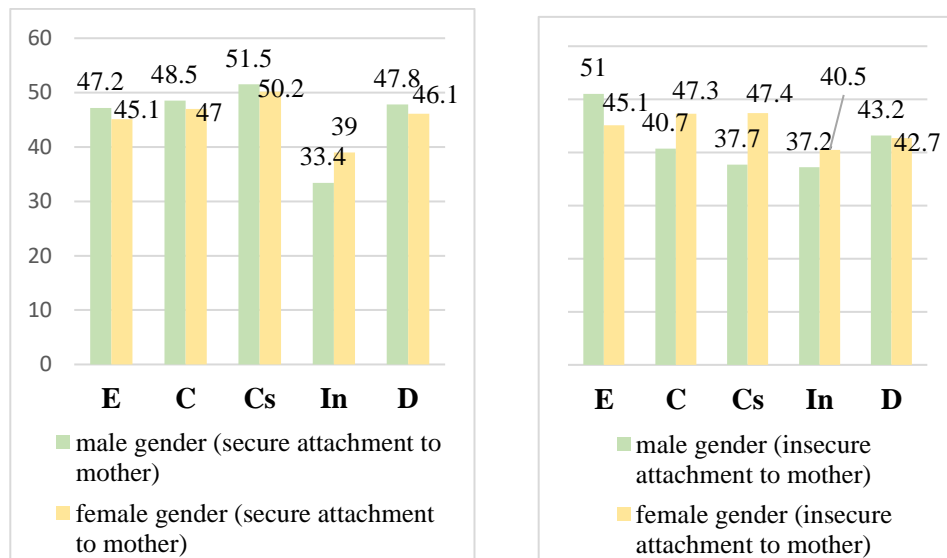 60
50
40
30
20
10
0
47.2
45.1
48.5
47
51.5
50.2
33.4
39
47.8
46.1
E C Cs In D
male gender (secure attachment to
mother)
female gender (secure attachment
to mother)
51
45.1
40.7
47.3
37.7
47.4
37.2
40.5
43.2
42.7
E C Cs In D
male gender (insecure
attachment to mother)
female gender (insecure
attachment to mother)